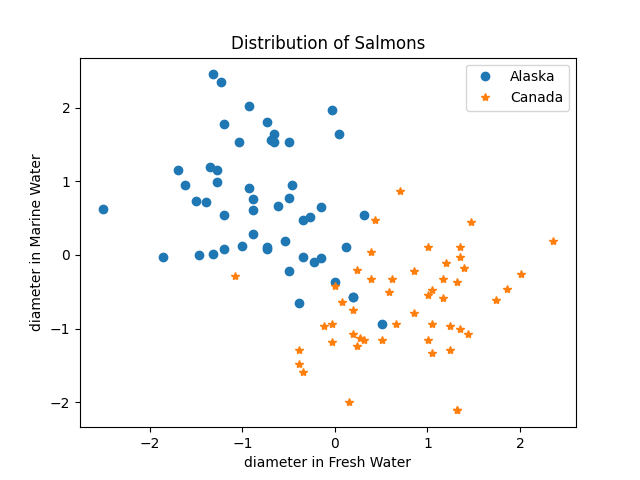 Distribution of Salmons
Alaska
Canada
diameter in Marine Water
2
1
0
−1
−2
−2
−1
0
1
2
diameter in Fresh Water